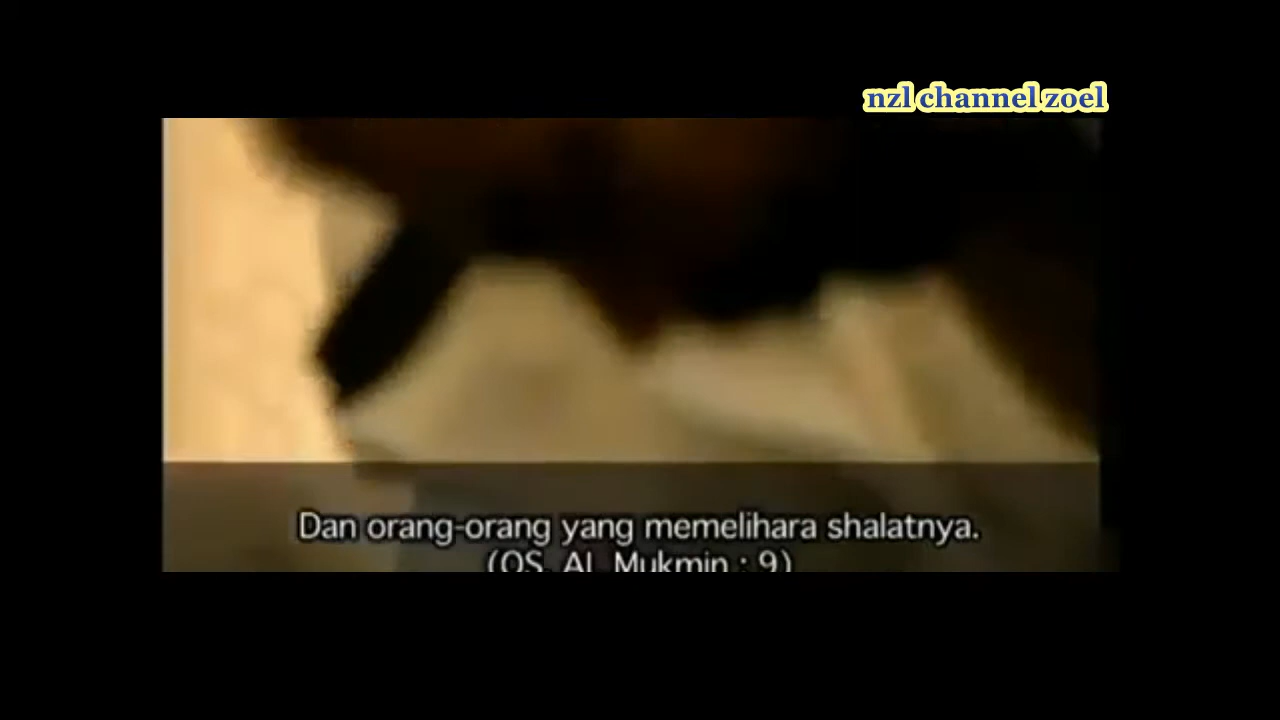 nzl channel zoel
Dan orang-orang yang memelihara shalatnya.
(QS. Al Mukmin : 9)